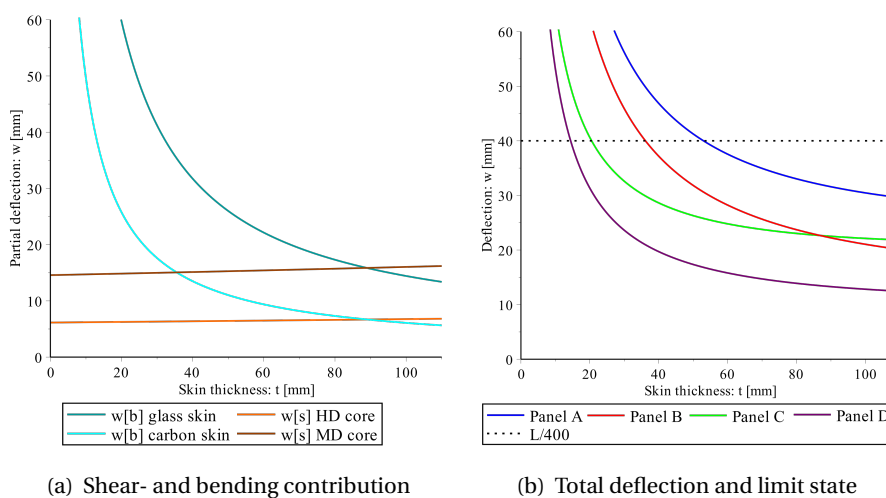 60
50
40
30
20
10
0
Partial deflection: w [mm]
0 20 40 60 80 100
Skin thickness: t [mm]
w[b] glass skin w[s] HD core
w[b] carbon skin w[s] MD core
(a) Shear- and bending contribution
60
50
40
30
20
10
0
Deflection: w [mm]
0 20 40 60 80 100
Skin thickness: t [mm]
Panel A Panel B Panel C Panel D
L/400
(b) Total deflection and limit state